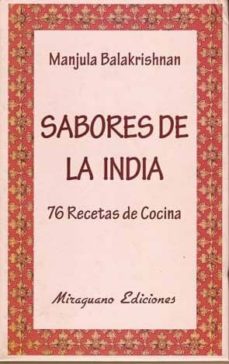 Manjula Balakrishnan
SABORES DE
LA INDIA
76 Recetas de Cocina
Miraguano Ediciones